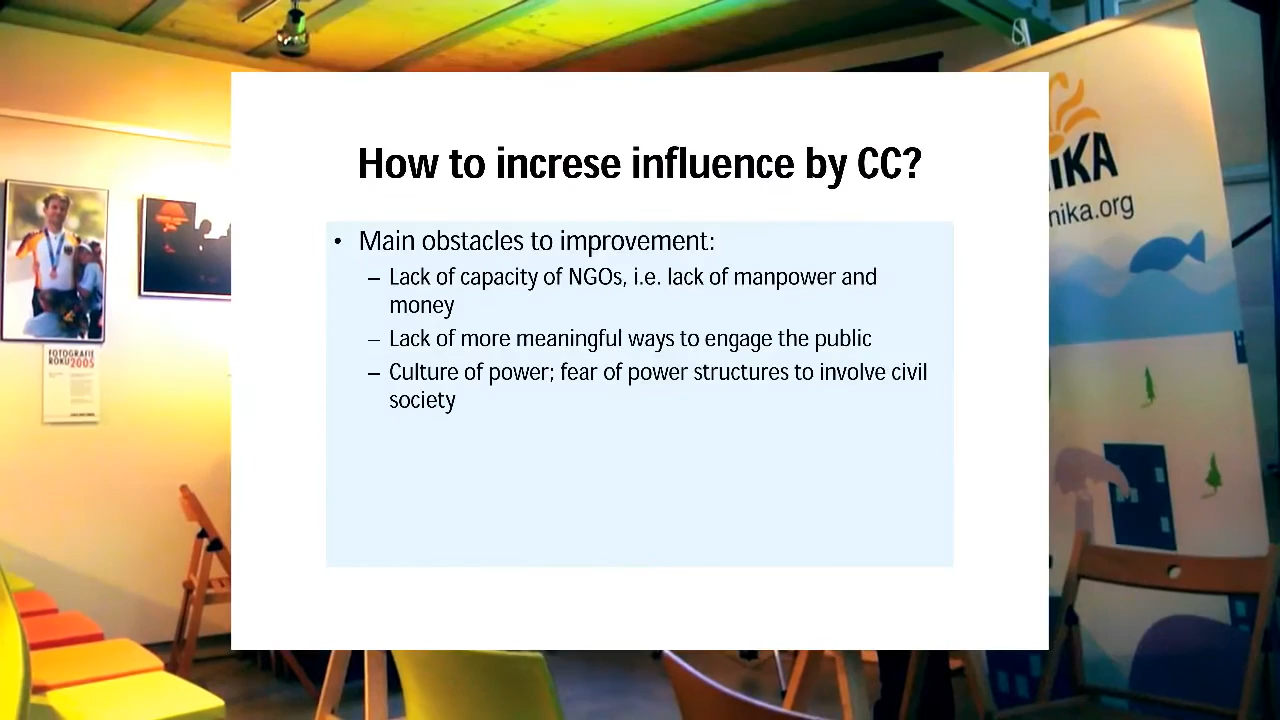 How to increse influence by CC?
• Main obstacles to improvement:
– Lack of capacity of NGOs, i.e. lack of manpower and
money
– Lack of more meaningful ways to engage the public
– Culture of power; fear of power structures to involve civil
society
FOTOGRAFIE
ROKU 2005
IKA
nika.org